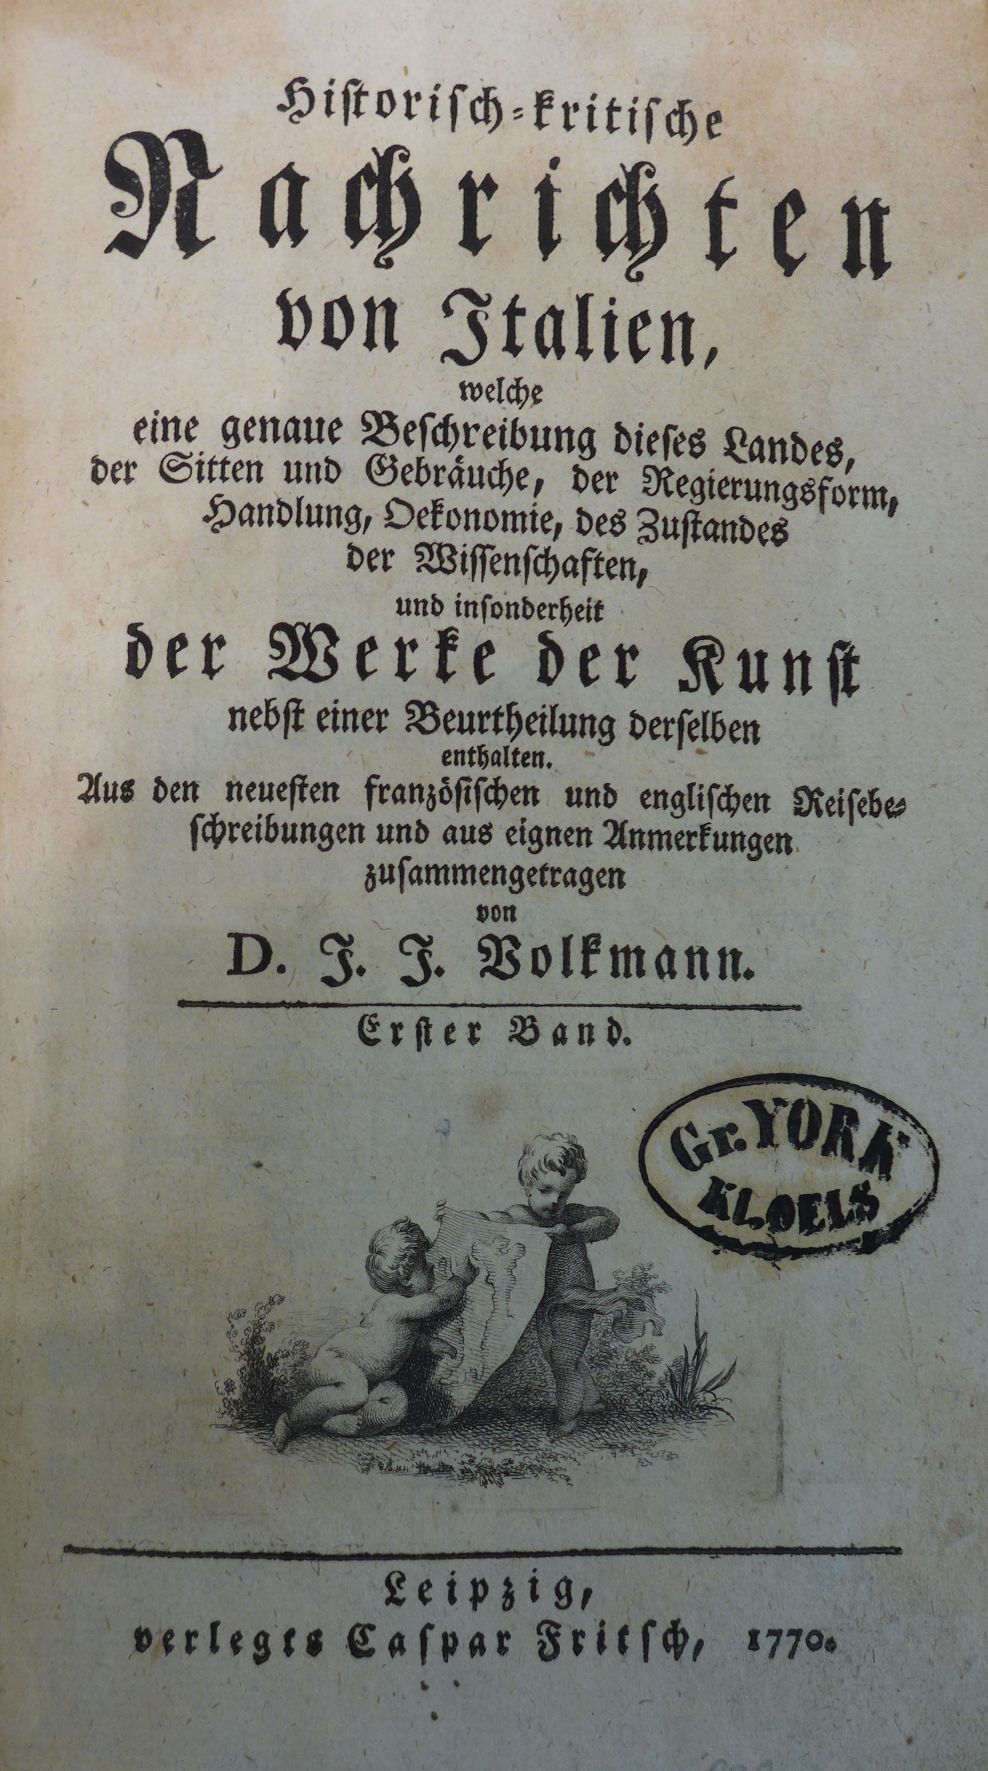 Historisch-kritische
Nachrichten
von Italien,
welche
eine genaue Beschreibung dieses Landes,
der Sitten und Gebräuche, der Regierungsform,
Handlung, Oekonomie, des Zustandes
der Wissenschaften,
und insonderheit
der Werke der Kunst
nebst einer Beurtheilung derselben
enthalten.
Aus den neuesten französischen und englischen Reisebe-
schreibungen und aus eignen Anmerkungen
zusammengetragen
von
D. J. J. Volkmann.
Erster Band.
Gr. YORK
KL. OELS
Leipzig,
verlegts Caspar Fritsch, 1770.